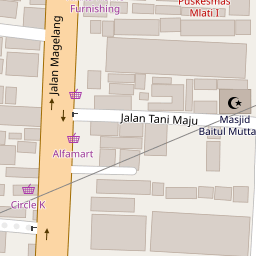 Furnishing
Puskesmas
Mlati I
Jalan Magelang
Jalan Tani Maju
Masjid
Baitul Mutta
Alfamart
Circle K